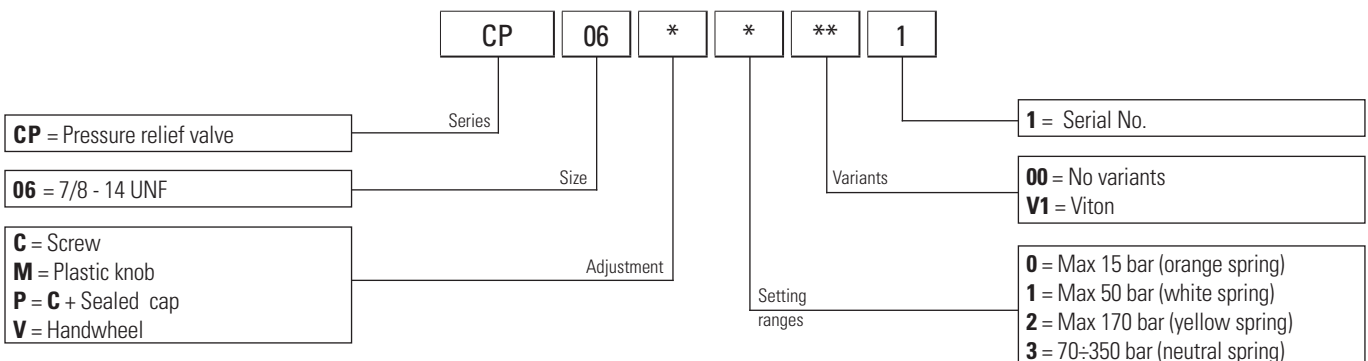 CP 06 * * ** 1
Series
CP = Pressure relief valve
Size
06 = 7/8 - 14 UNF
Adjustment
C = Screw
M = Plastic knob
P = C + Sealed cap
V = Handwheel
1 = Serial No.
Variants
00 = No variants
V1 = Viton
Setting
ranges
0 = Max 15 bar (orange spring)
1 = Max 50 bar (white spring)
2 = Max 170 bar (yellow spring)
3 = 70÷350 bar (neutral spring)